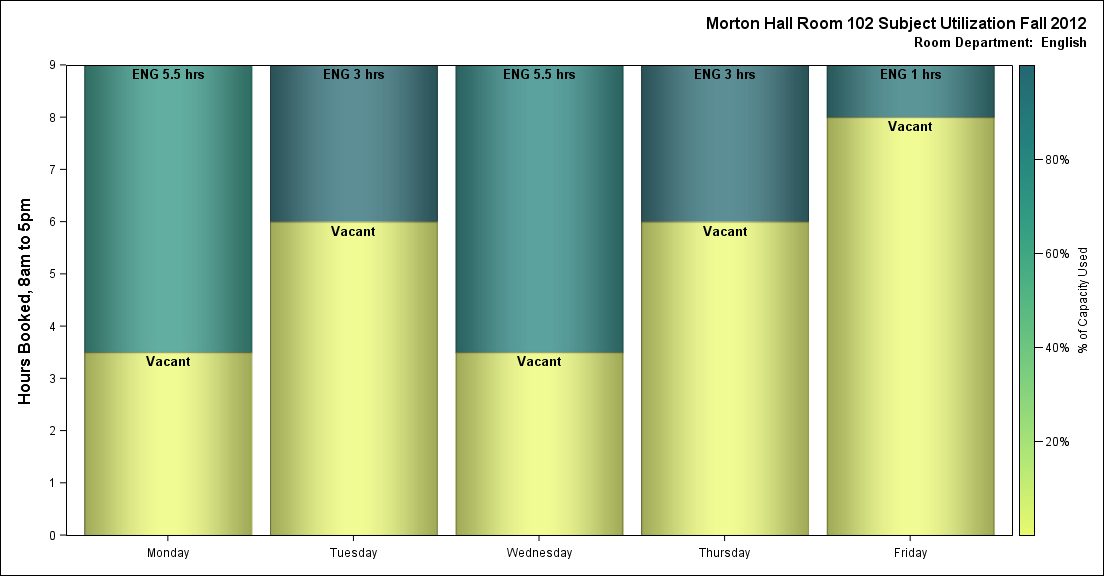 Morton Hall Room 102 Subject Utilization Fall 2012
Room Department:  English
Hours Booked, 8am to 5pm
9
8
7
6
5
4
3
2
1
0
ENG 5.5 hrs
Vacant
ENG 3 hrs
Vacant
ENG 5.5 hrs
Vacant
ENG 3 hrs
Vacant
ENG 1 hrs
Vacant
Monday
Tuesday
Wednesday
Thursday
Friday
80%
60%
40%
20%
% of Capacity Used